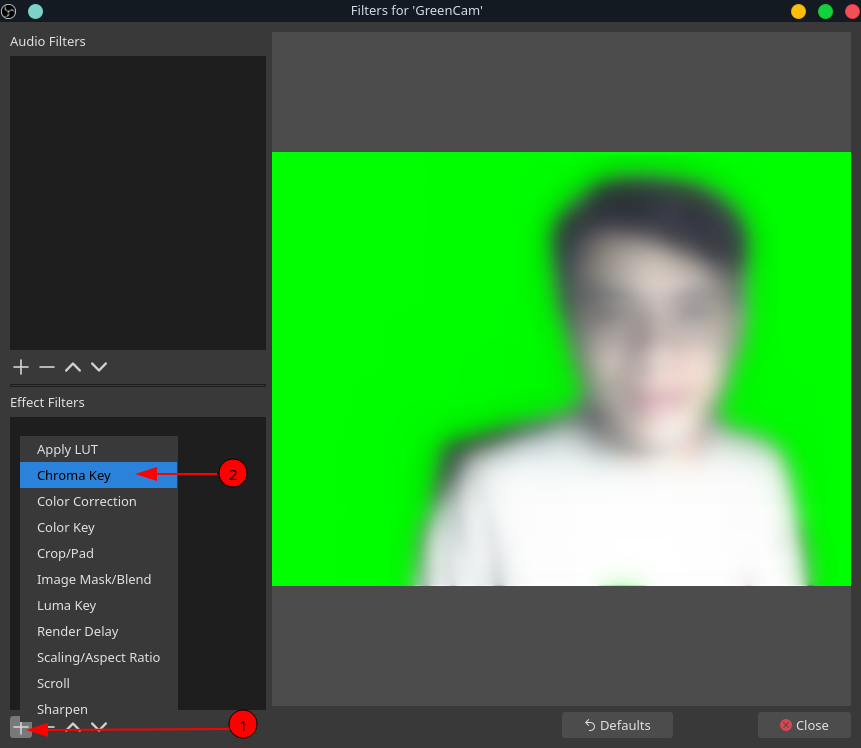 Filters for 'GreenCam'
Audio Filters
Effect Filters
Apply LUT
Chroma Key
2
Color Correction
Color Key
Crop/Pad
Image Mask/Blend
Luma Key
Render Delay
Scaling/Aspect Ratio
Scroll
Sharpen
1
Defaults
Close